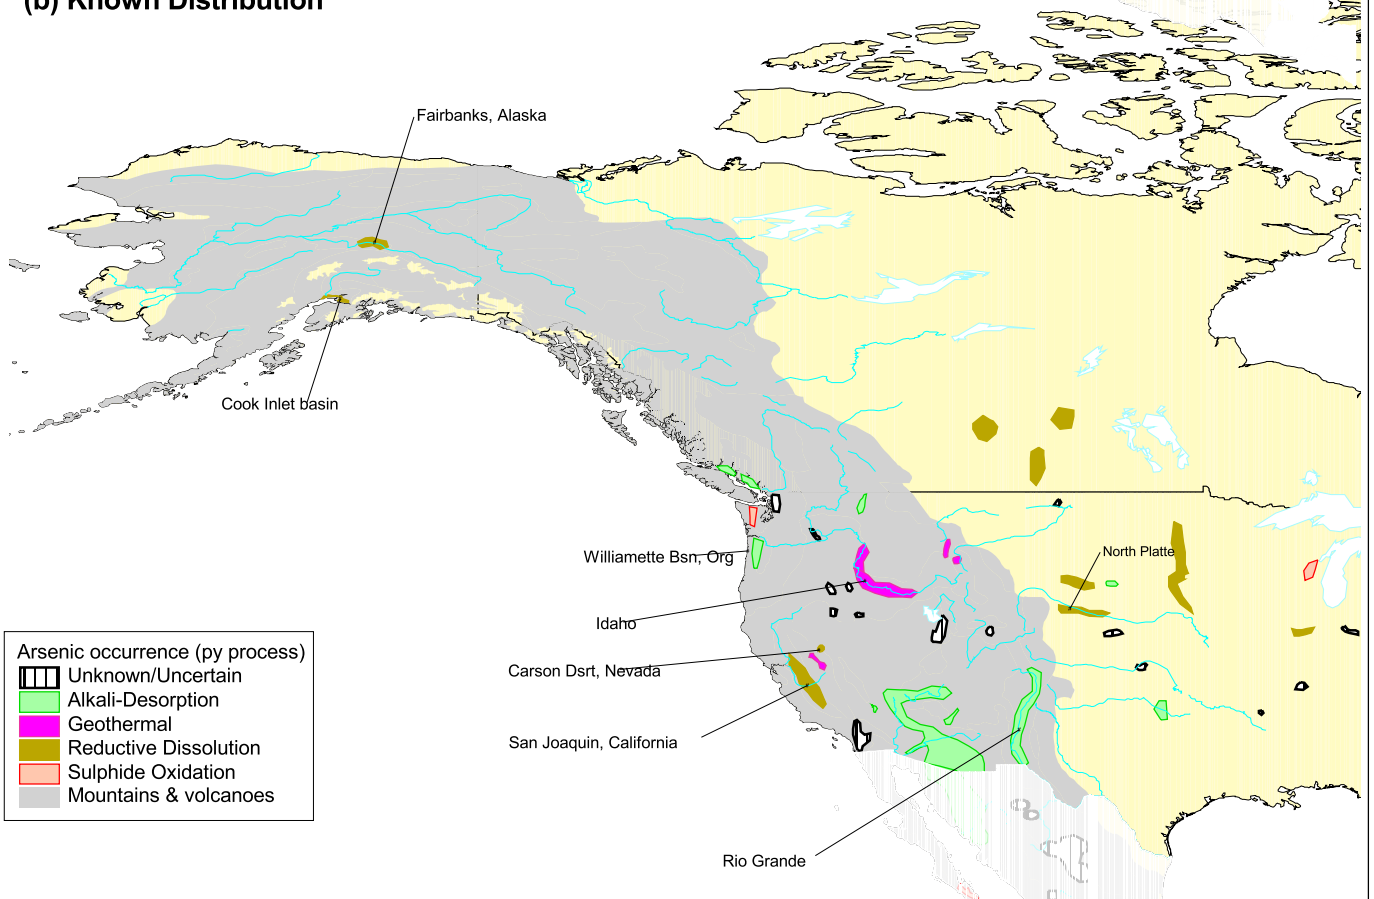 (b) Known Distribution
Fairbanks, Alaska
Cook Inlet basin
Williamette Bsn, Org
North Platte
Idaho
Carson Dsrt, Nevada
San Joaquin, California
Rio Grande
Arsenic occurrence (py process)
Unknown/Uncertain
Alkali-Desorption
Geothermal
Reductive Dissolution
Sulphide Oxidation
Mountains & volcanoes